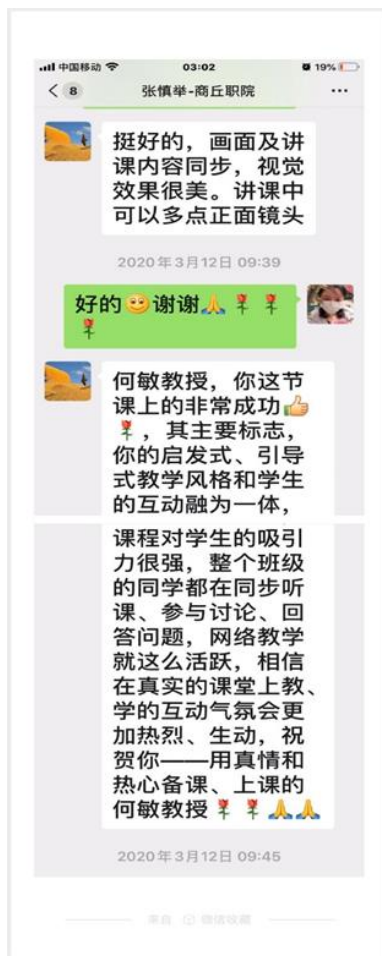 中国移动 03:02 19%
8 张慎举-商丘职院 ...
挺好的，画面及讲
课内容同步，视觉
效果很美。讲课中
可以多点正面镜头
2020年3月12日 09:39
好的😊谢谢🙏🌹🌹
🌹
何敏教授，你这节
课上的非常成功👍
🌹，其主要标志，
你的启发式、引导
式教学风格和学生
的互动融为一体，
课程对学生的吸引
力很强，整个班级
的同学都在同步听
课、参与讨论、回
答问题，网络教学
就这么活跃，相信
在真实的课堂上教、
学的互动气氛会更
加热烈、生动，祝
贺你——用真情和
热心备课、上课的
何敏教授🌹🌹🙏🙏
2020年3月12日 09:45
来自 微信收藏